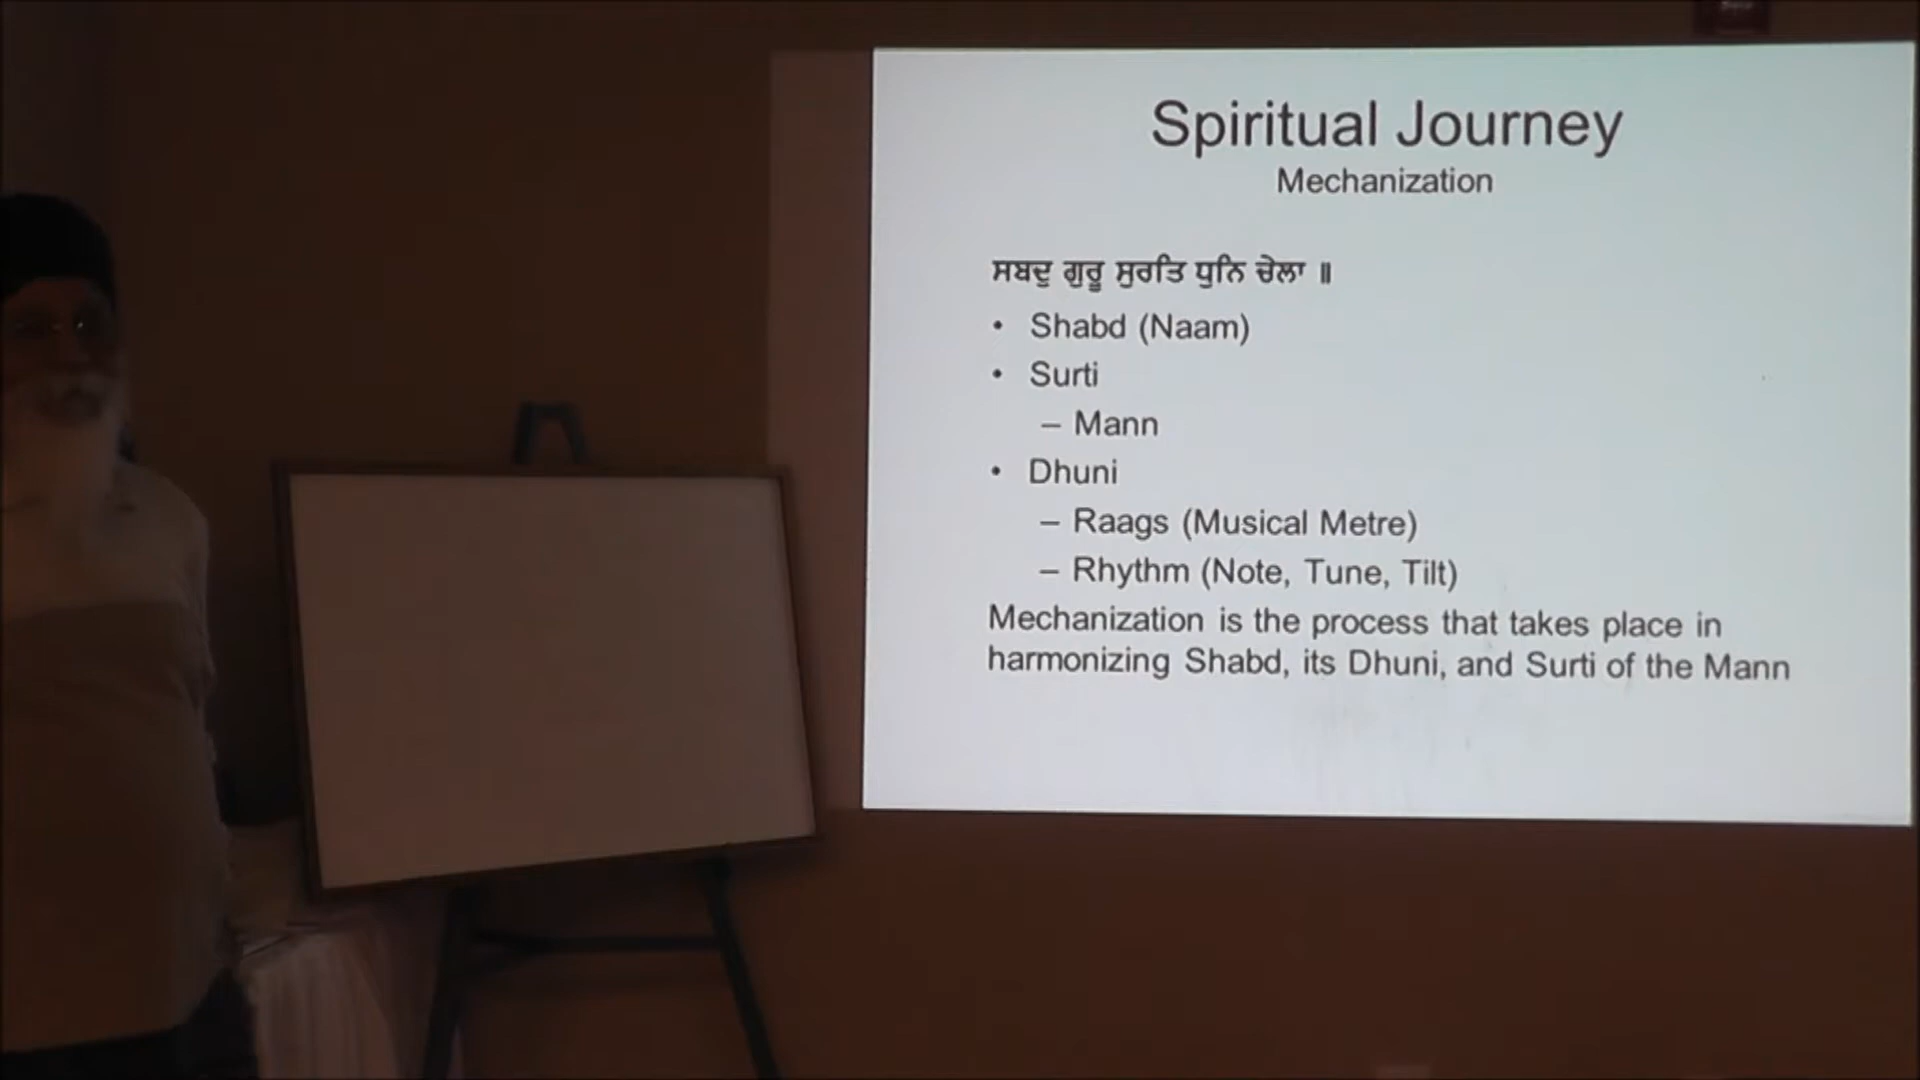 Spiritual Journey
Mechanization
ਸਬਦੁ ਗੁਰੂ ਸੁਰਤਿ ਧੁਨਿ ਚੇਲਾ ॥
• Shabd (Naam)
• Surti
– Mann
• Dhuni
– Raags (Musical Metre)
– Rhythm (Note, Tune, Tilt)
Mechanization is the process that takes place in
harmonizing Shabd, its Dhuni, and Surti of the Mann